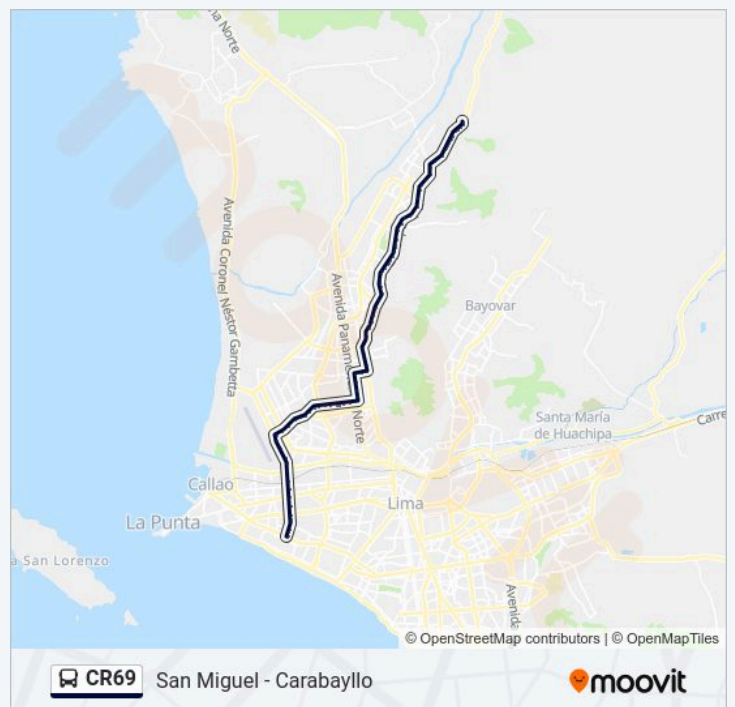 na Norte
Avenida Coronel Néstor Gambetta
Avenida Paname
Norte
Bayovar
Santa María
de Huachipa
Carre
Callao
Lima
La Punta
a San Lorenzo
Avenida
© OpenStreetMap contributors | © OpenMapTiles
CR69 San Miguel - Carabayllo
moovit